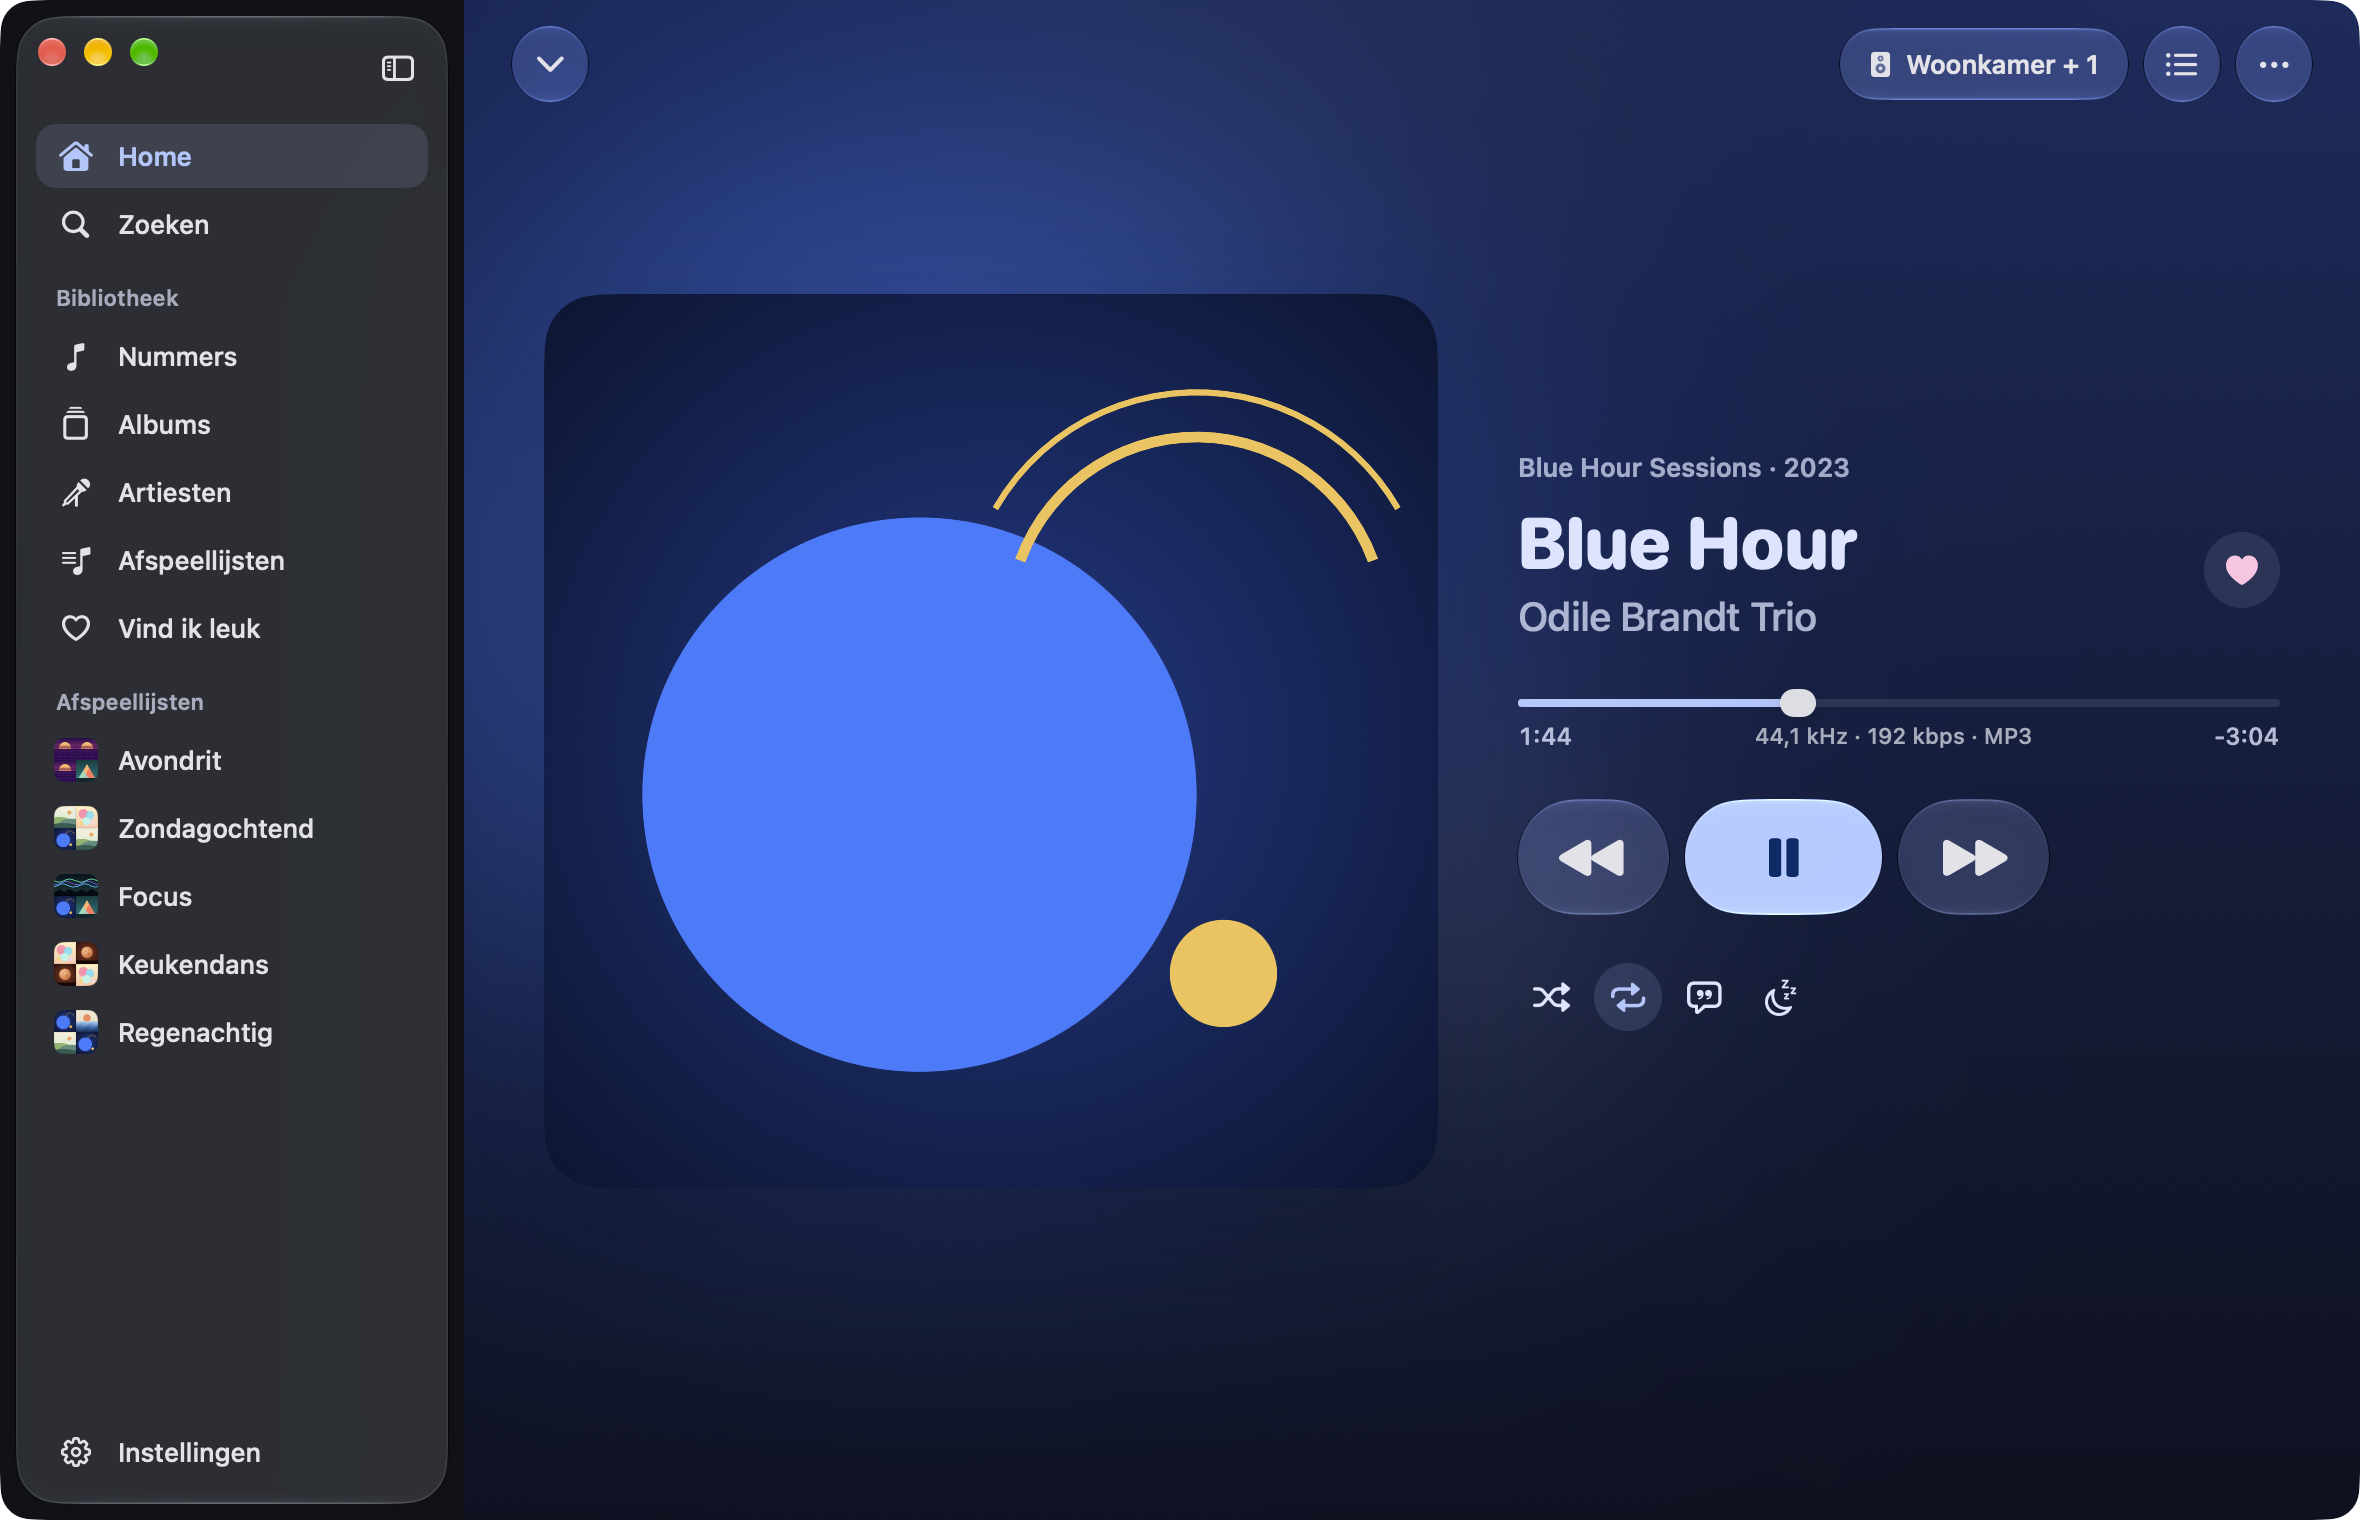 Home
Zoeken
Bibliotheek
Nummers
Albums
Artiesten
Afspeellijsten
Vind ik leuk
Afspeellijsten
Avondrit
Zondagochtend
Focus
Keukendans
Regenachtig
Instellingen
Woonkamer + 1
Blue Hour Sessions · 2023
Blue Hour
Odile Brandt Trio
1:44 44,1 kHz · 192 kbps · MP3 -3:04